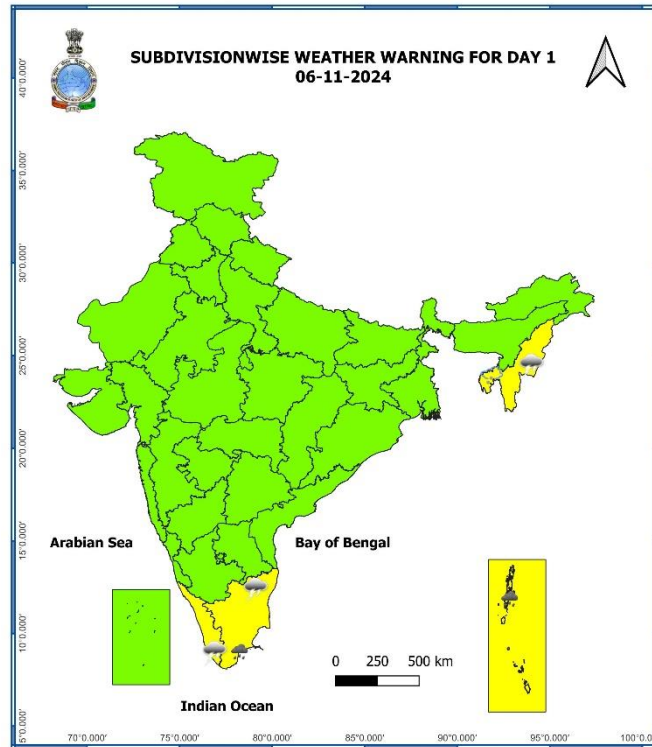 SUBDIVISIONWISE WEATHER WARNING FOR DAY 1
06-11-2024
40°0.000'
35°0.000'
30°0.000'
25°0.000'
20°0.000'
15°0.000'
10°0.000'
5°0.000'
Arabian Sea
Bay of Bengal
0 250 500 km
Indian Ocean
70°0.000' 75°0.000' 80°0.000' 85°0.000' 90°0.000' 95°0.000' 100°0.0